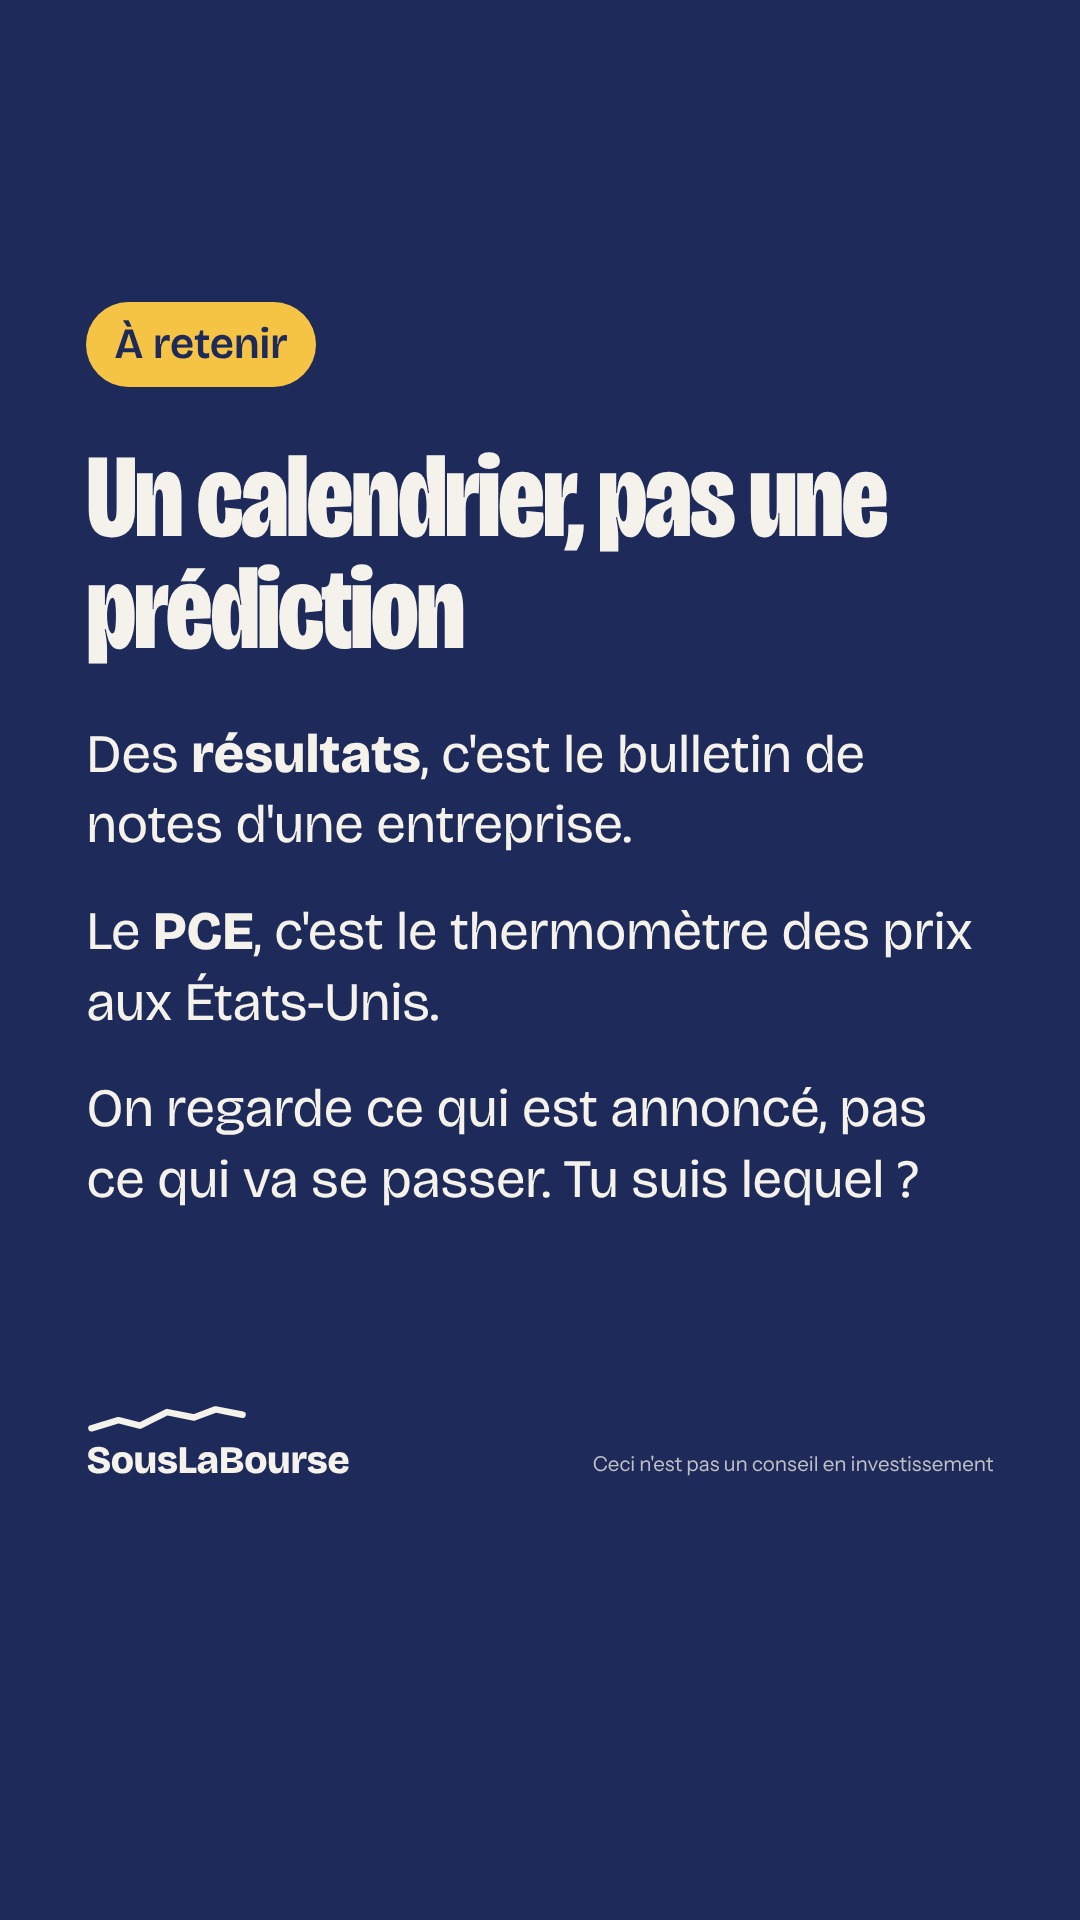 À retenir
Un calendrier, pas une
prédiction
Des résultats, c'est le bulletin de
notes d'une entreprise.
Le PCE, c'est le thermomètre des prix
aux États-Unis.
On regarde ce qui est annoncé, pas
ce qui va se passer. Tu suis lequel ?
SousLaBourse
Ceci n'est pas un conseil en investissement